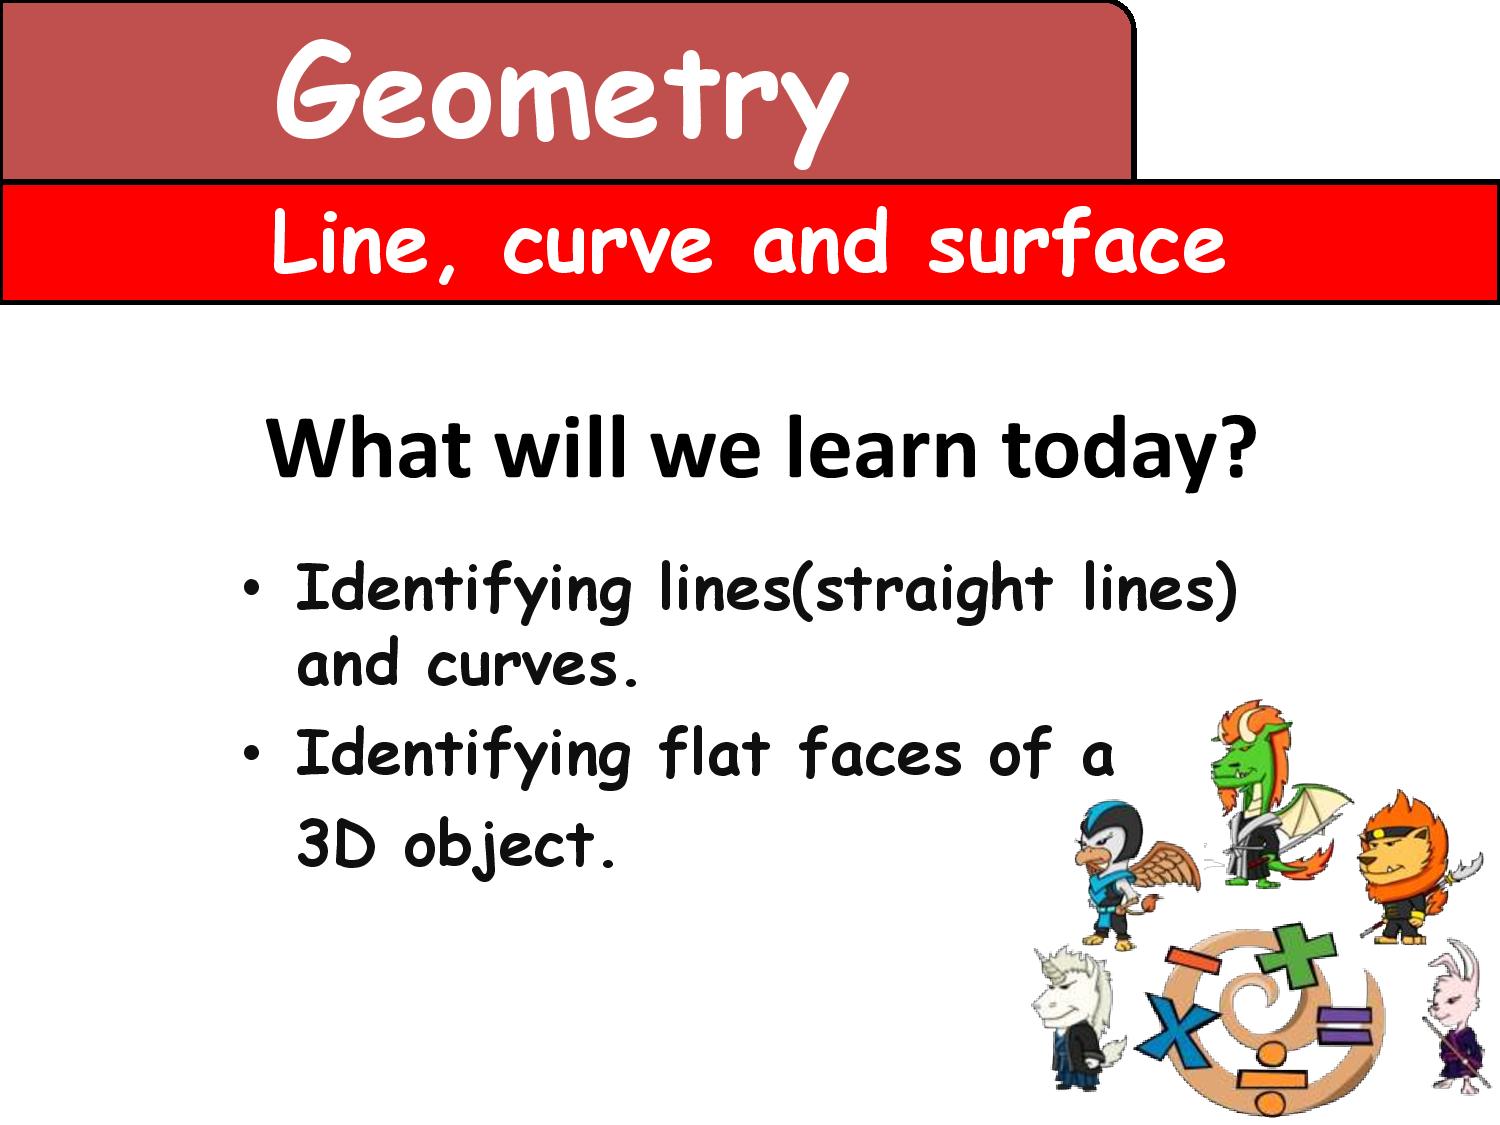 Geometry
Line, curve and surface
What will we learn today?
• Identifying lines(straight lines)
and curves.
• Identifying flat faces of a
3D object.